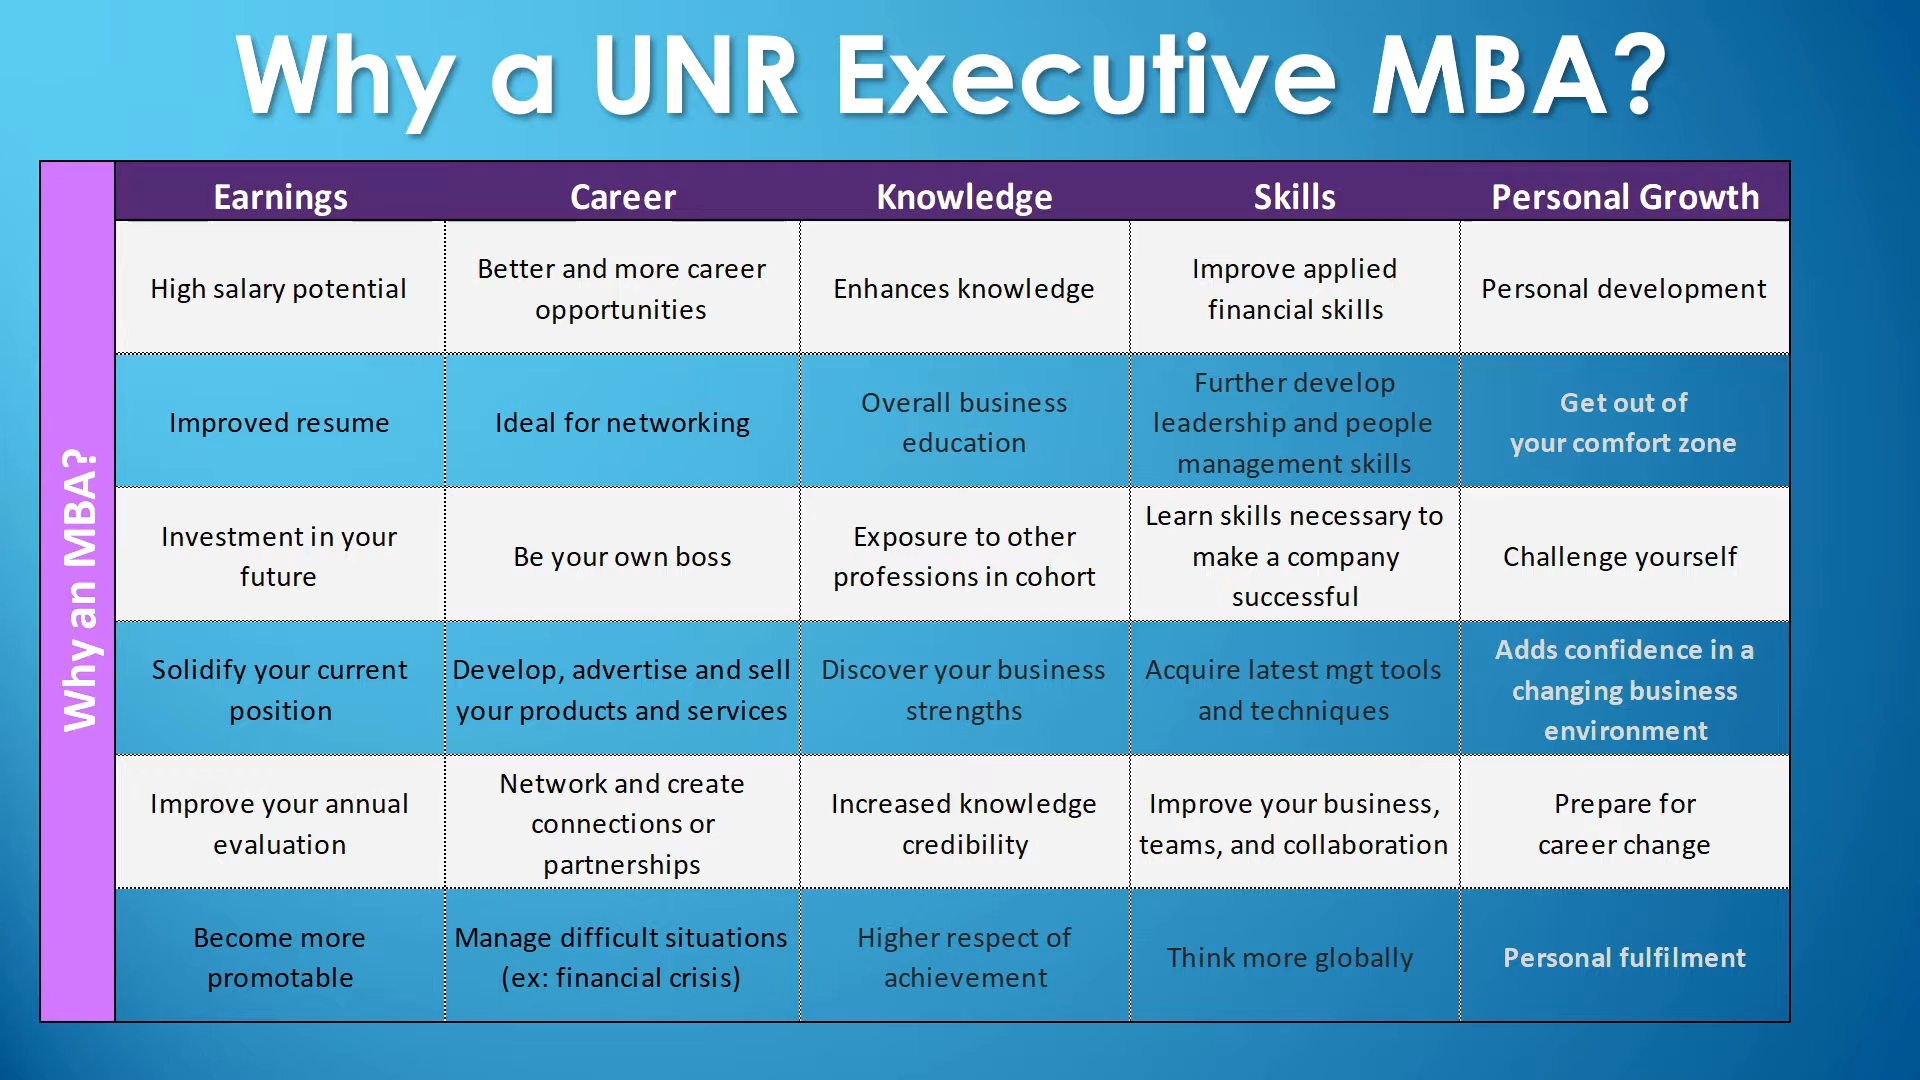 Why a UNR Executive MBA?
Why an MBA?
Earnings
Career
Knowledge
Skills
Personal Growth
High salary potential
Better and more career
opportunities
Enhances knowledge
Improve applied
financial skills
Personal development
Improved resume
Ideal for networking
Overall business
education
Further develop
leadership and people
management skills
Get out of
your comfort zone
Investment in your
future
Be your own boss
Exposure to other
professions in cohort
Learn skills necessary to
make a company
successful
Challenge yourself
Solidify your current
position
Develop, advertise and sell
your products and services
Discover your business
strengths
Acquire latest mgt tools
and techniques
Adds confidence in a
changing business
environment
Improve your annual
evaluation
Network and create
connections or
partnerships
Increased knowledge
credibility
Improve your business,
teams, and collaboration
Prepare for
career change
Become more
promotable
Manage difficult situations
(ex: financial crisis)
Higher respect of
achievement
Think more globally
Personal fulfilment